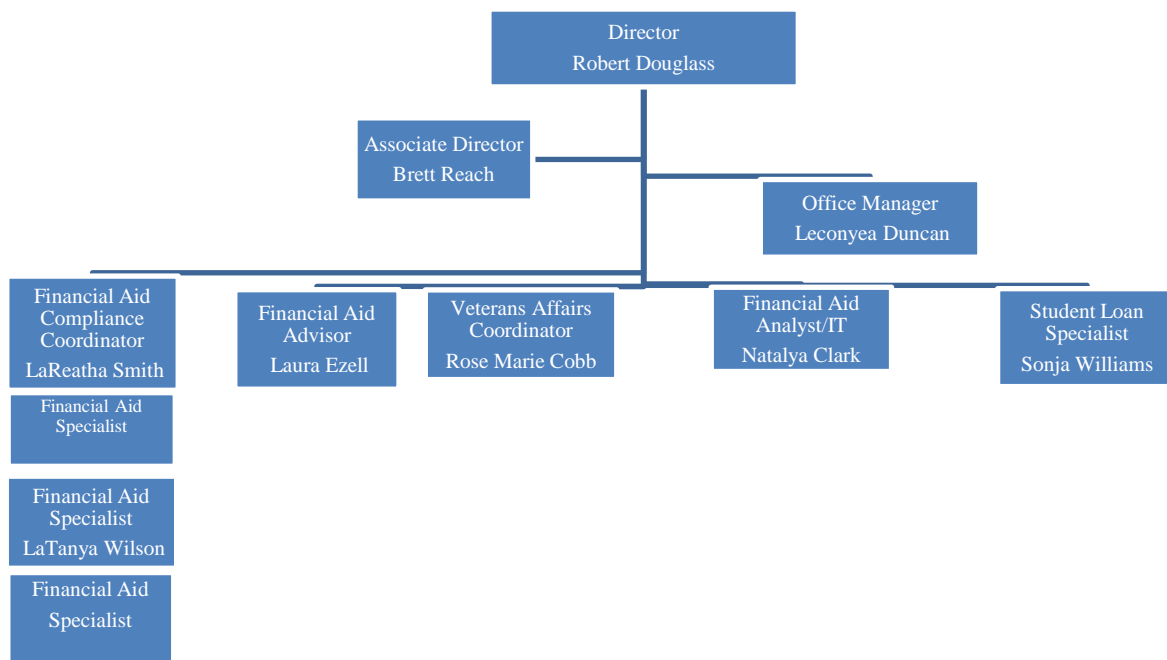 Director
Robert Douglass
Associate Director
Brett Reach
Office Manager
Leconyea Duncan
Financial Aid
Compliance
Coordinator
LaReatha Smith
Financial Aid
Advisor
Laura Ezell
Veterans Affairs
Coordinator
Rose Marie Cobb
Financial Aid
Analyst/IT
Natalya Clark
Student Loan
Specialist
Sonja Williams
Financial Aid
Specialist
Financial Aid
Specialist
LaTanya Wilson
Financial Aid
Specialist